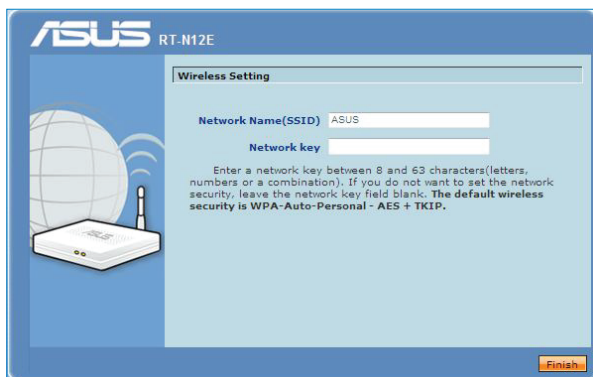 ASUS RT-N12E
Wireless Setting
Network Name(SSID) ASUS
Network key
Enter a network key between 8 and 63 characters(letters,
numbers or a combination). If you do not want to set the network
security, leave the network key field blank. The default wireless
security is WPA-Auto-Personal - AES + TKIP.
ASUS
Finish